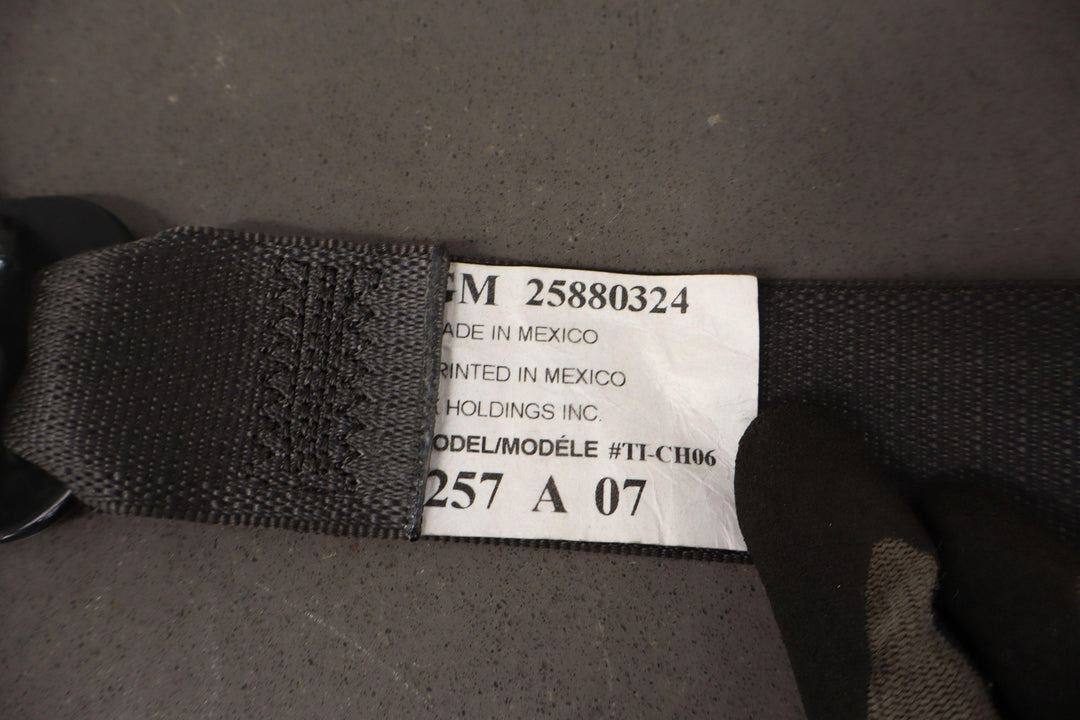 GM 25880324
ADE IN MEXICO
RINTED IN MEXICO
HOLDINGS INC.
ODEL/MODÉLE #TI-CH06
257 A 07